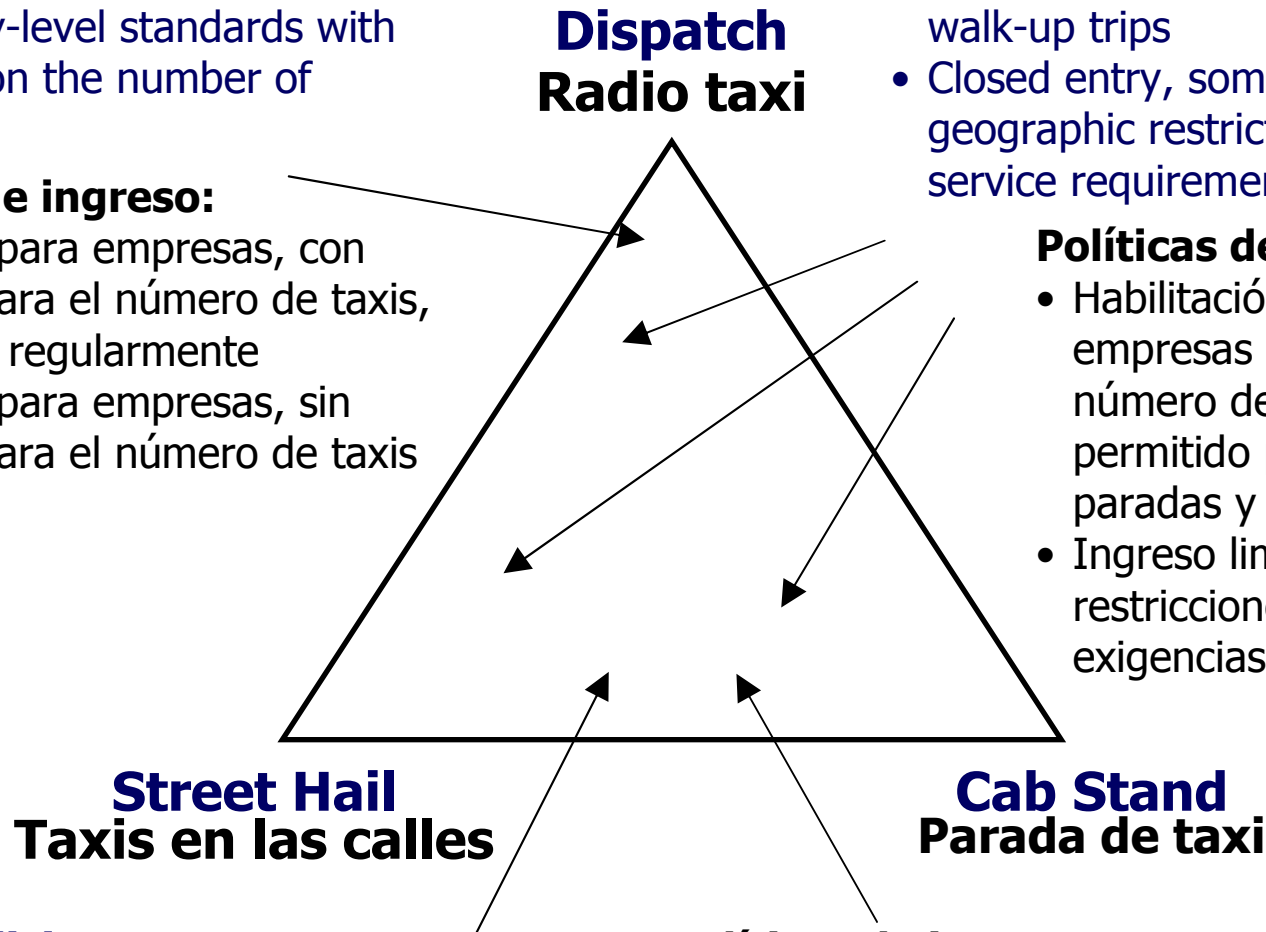 y-level standards with
on the number of
e ingreso:
para empresas, con
ara el número de taxis,
regularmente
para empresas, sin
ara el número de taxis
Dispatch
Radio taxi
walk-up trips
• Closed entry, som
geographic restrict
service requiremen
Políticas de
• Habilitació
empresas
número de
permitido
paradas y
• Ingreso lim
restriccion
exigencias
Street Hail
Taxis en las calles
Cab Stand
Parada de taxi